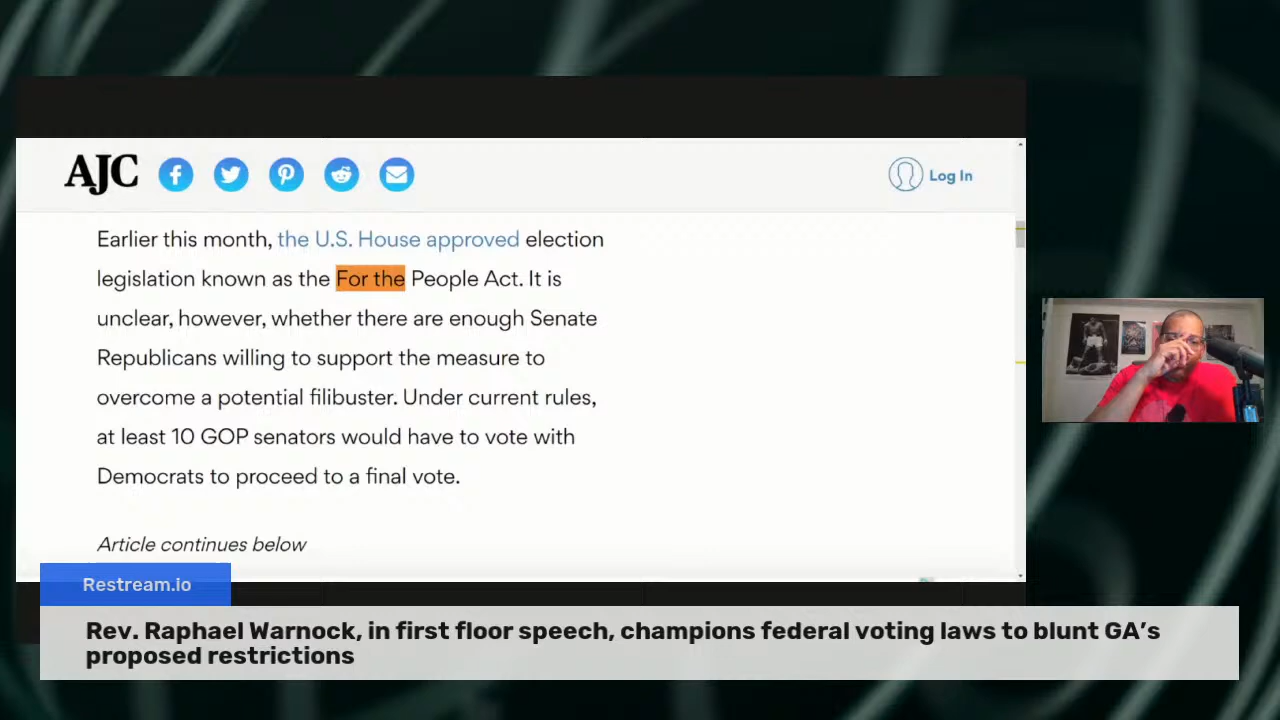 AJC
Log In
Earlier this month, the U.S. House approved election
legislation known as the For the People Act. It is
unclear, however, whether there are enough Senate
Republicans willing to support the measure to
overcome a potential filibuster. Under current rules,
at least 10 GOP senators would have to vote with
Democrats to proceed to a final vote.
Article continues below
Restream.io
Rev. Raphael Warnock, in first floor speech, champions federal voting laws to blunt GA’s
proposed restrictions